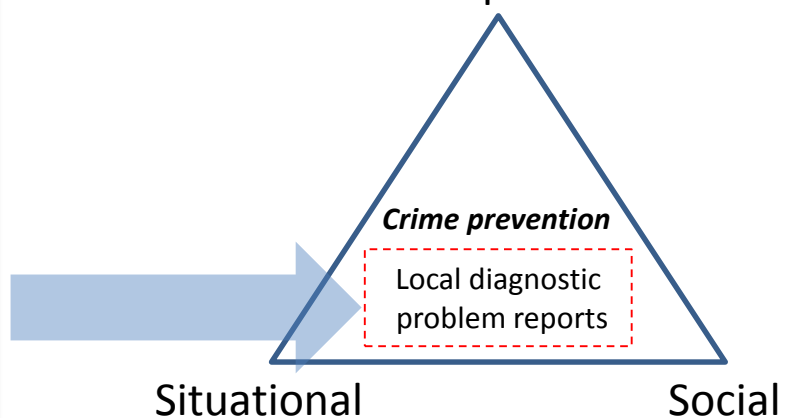 Crime prevention
Local diagnostic
problem reports
Situational Social